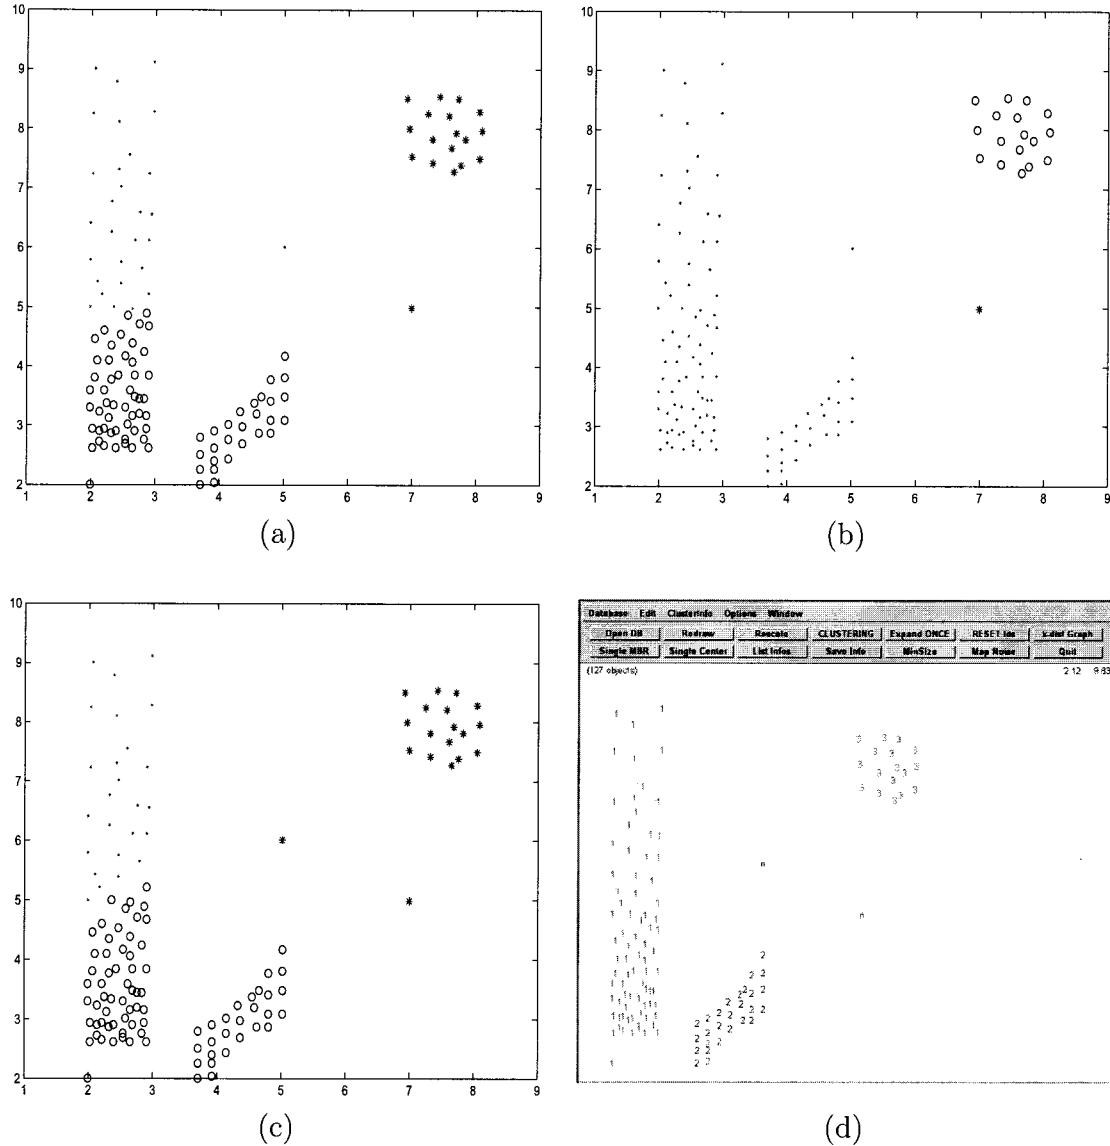 10
9
8
7
6
5
4
3
2
1 2 3 4 5 6 7 8 9
(a)
10
9
8
7
6
5
4
3
2
1 2 3 4 5 6 7 8 9
(b)
10
9
8
7
6
5
4
3
2
1 2 3 4 5 6 7 8 9
(c)
Database Edit ClusterInfo Options Window
Open DB Redraw Rescale CLUSTERING Expand ONCE RESET Ids k-dist Graph
Single MBR Single Center List Infos Save Info MinSize Map Noise Quit
(127 objects) 2.12 9.63
(d)